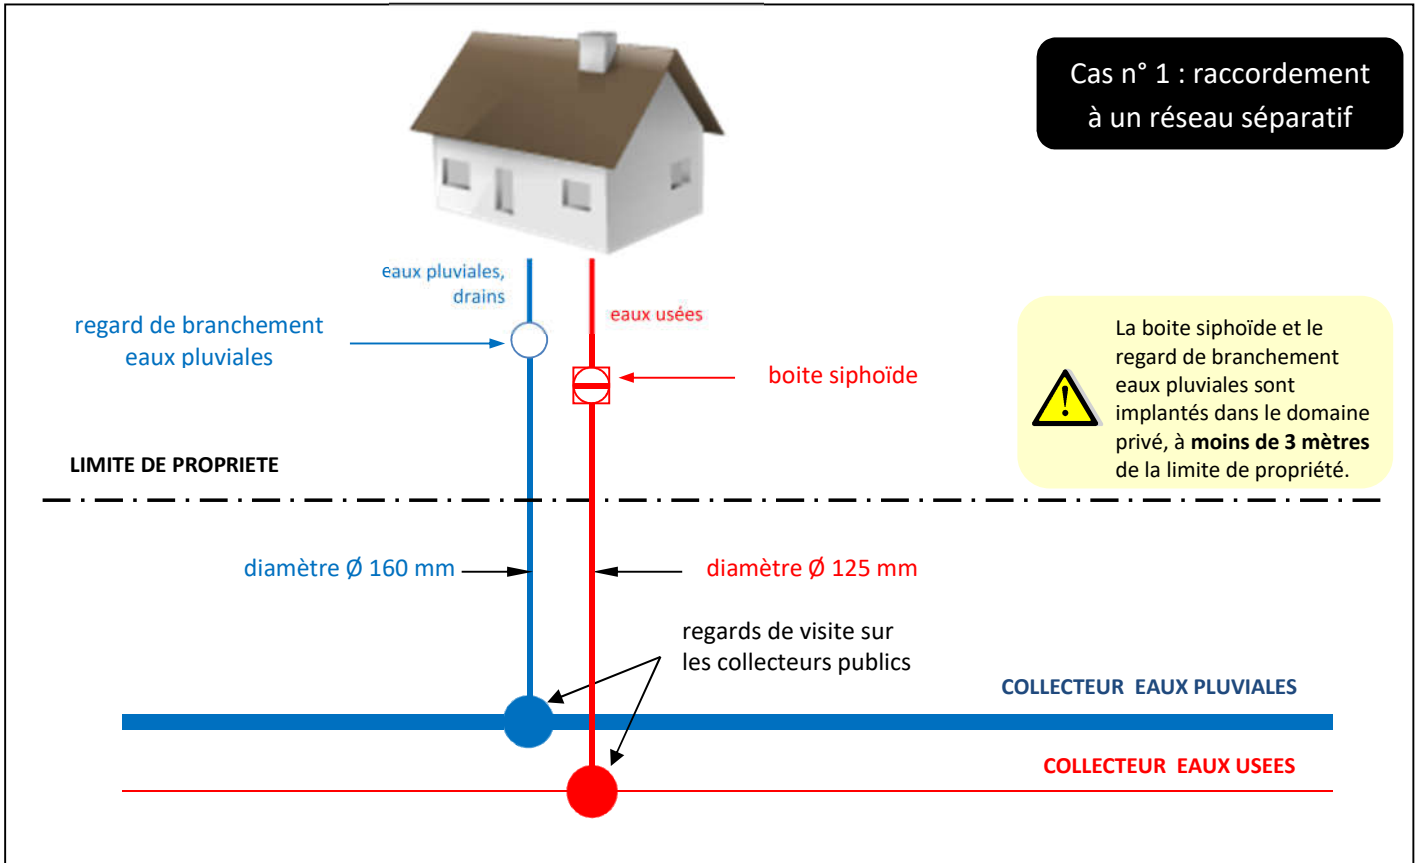 Cas n° 1 : raccordement
à un réseau séparatif
eaux pluviales,
drains
eaux usées
regard de branchement
eaux pluviales
boite siphoïde
La boite siphoïde et le
regard de branchement
eaux pluviales sont
implantés dans le domaine
privé, à moins de 3 mètres
de la limite de propriété.
LIMITE DE PROPRIETE
diamètre Ø 160 mm
diamètre Ø 125 mm
regards de visite sur
les collecteurs publics
COLLECTEUR EAUX PLUVIALES
COLLECTEUR EAUX USEES